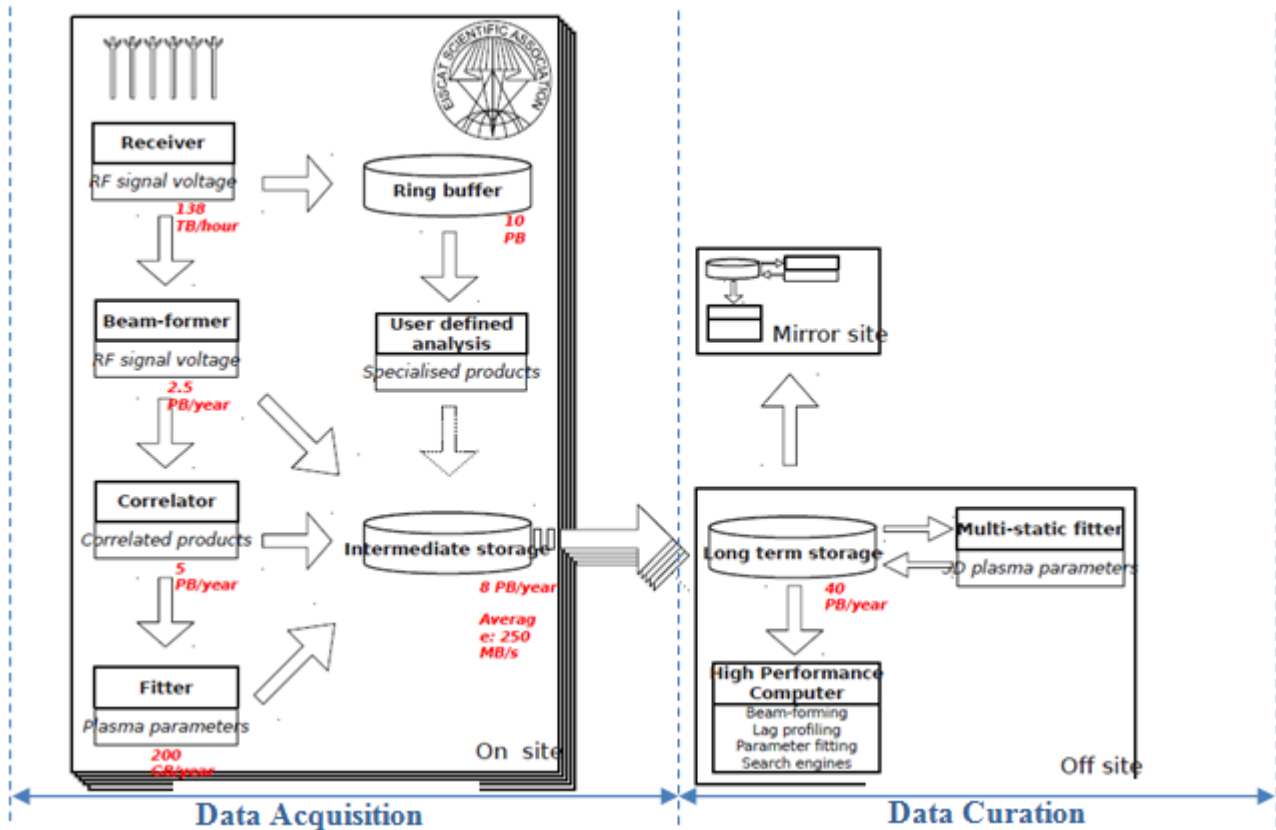 EISCAT SCIENTIFIC ASSOCIATION
Receiver
RF signal voltage
138
TB/hour
Ring buffer
10
PB
Beam-former
RF signal voltage
2.5
PB/year
User defined
analysis
Specialised products
Correlator
Correlated products
5
PB/year
Intermediate storage
8 PB/year
Averag
e: 250
MB/s
Fitter
Plasma parameters
200
GB/year
On site
Mirror site
Long term storage
40
PB/year
Multi-static fitter
3D plasma parameters
High Performance
Computer
Beam-forming
Lag profiling
Parameter fitting
Search engines
Off site
Data Acquisition
Data Curation